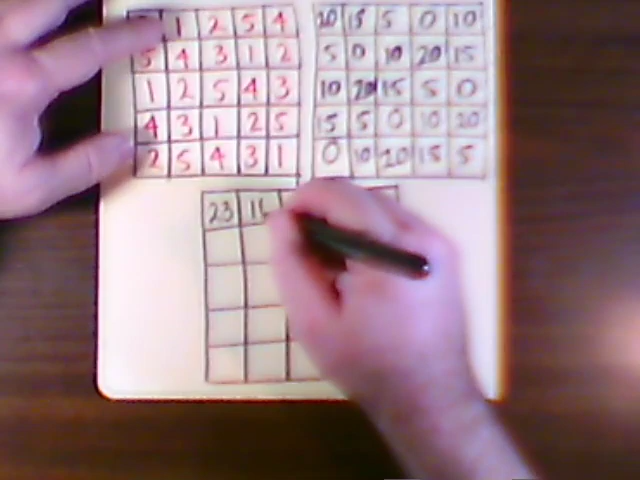 1 2 5 4 20 15 5 0 10
5 4 3 1 2 5 0 10 20 15
1 2 5 4 3 10 20 15 5 0
4 3 1 2 5 15 5 0 10 20
2 5 4 3 1 0 10 20 15 5
23